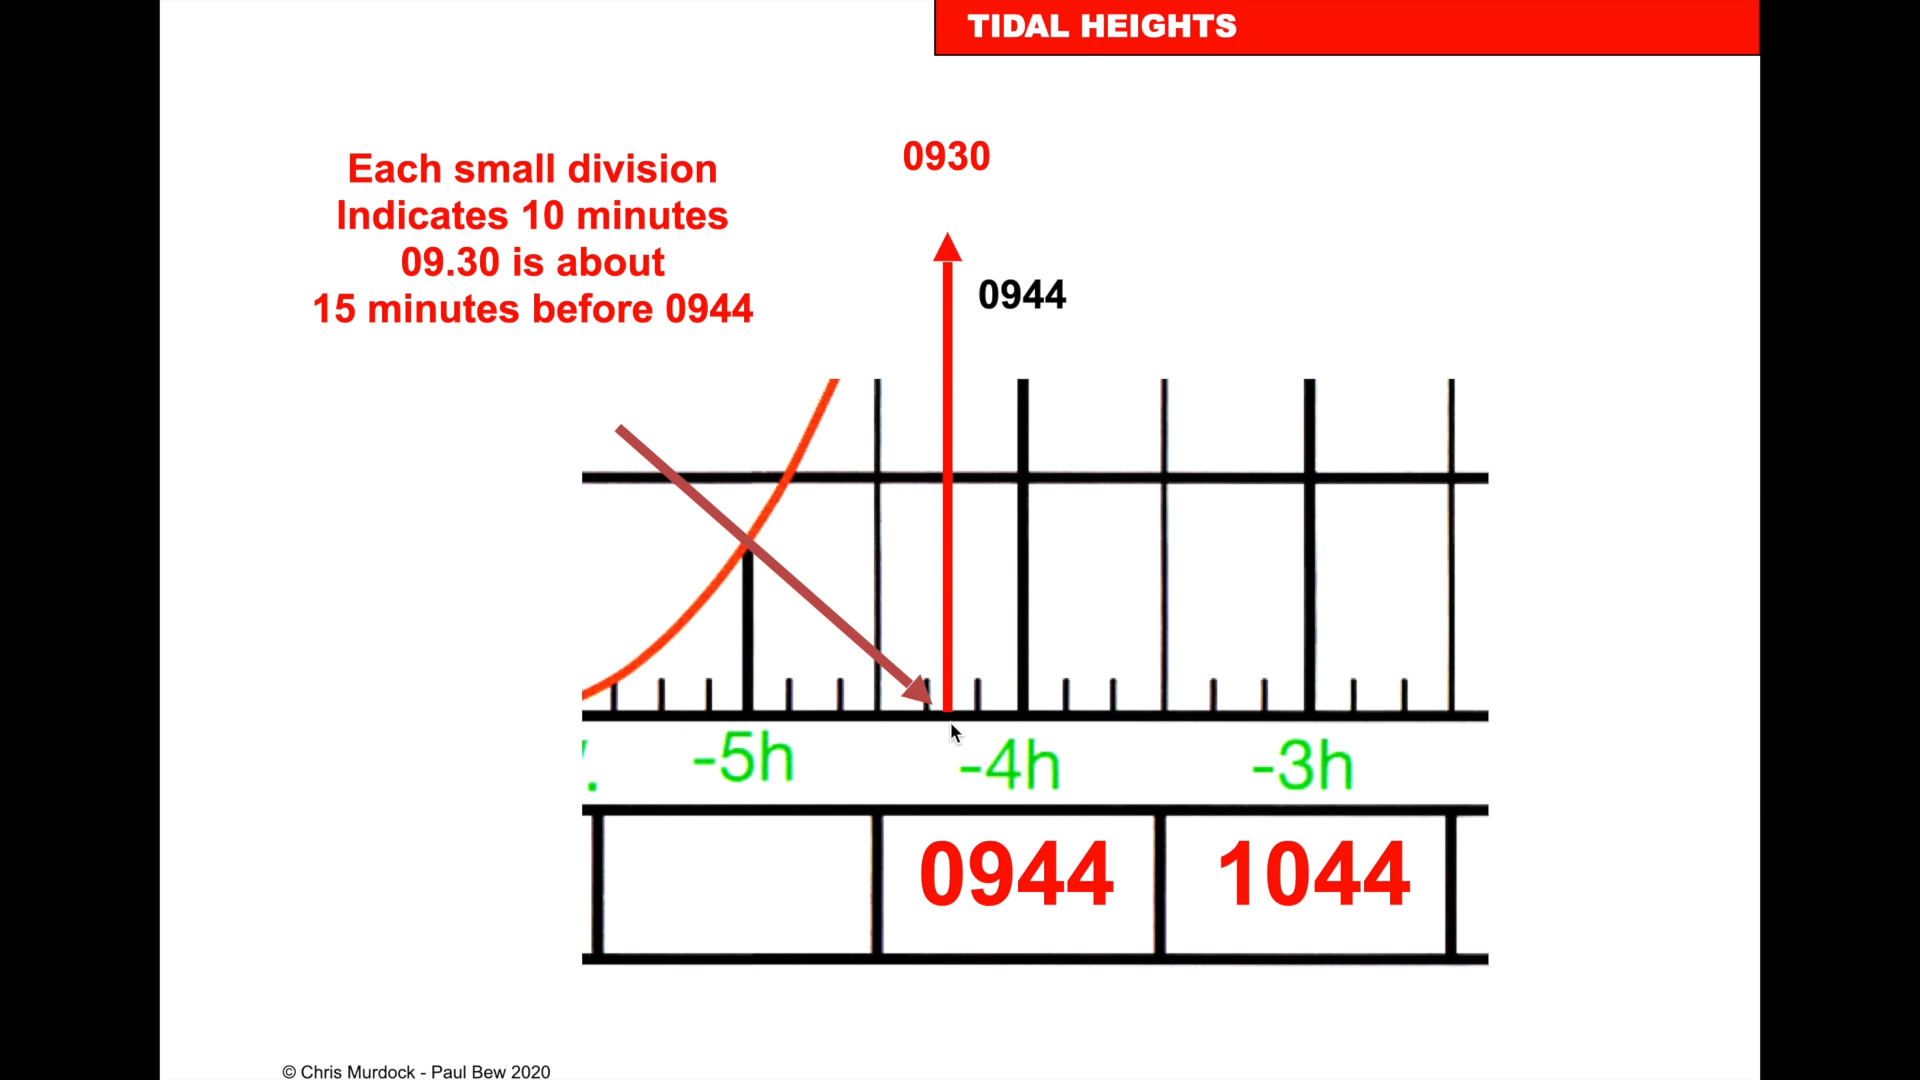 TIDAL HEIGHTS
Each small division
Indicates 10 minutes
09.30 is about
15 minutes before 0944
0930
0944
-5h
-4h
-3h
0944
1044
© Chris Murdock - Paul Bew 2020